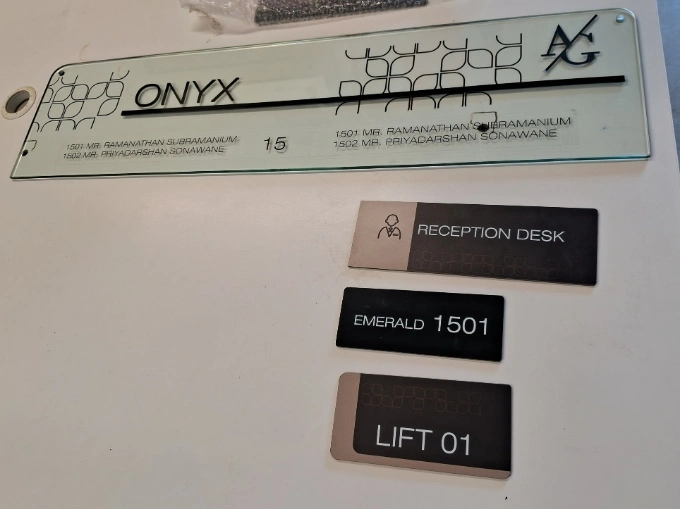 ONYX
A/G
1501 MR. RAMANATHAN SUBRAMANIUM
1502 MR. PRIYADARSHAN SONAWANE
15
1501 MR. RAMANATHAN SUBRAMANIUM
1502 MR. PRIYADARSHAN SONAWANE
RECEPTION DESK
EMERALD 1501
LIFT 01